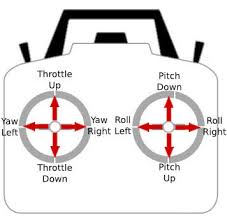 Throttle
Up
Yaw
Left
Yaw
Right
Throttle
Down
Pitch
Down
Roll
Left
Roll
Right
Pitch
Up